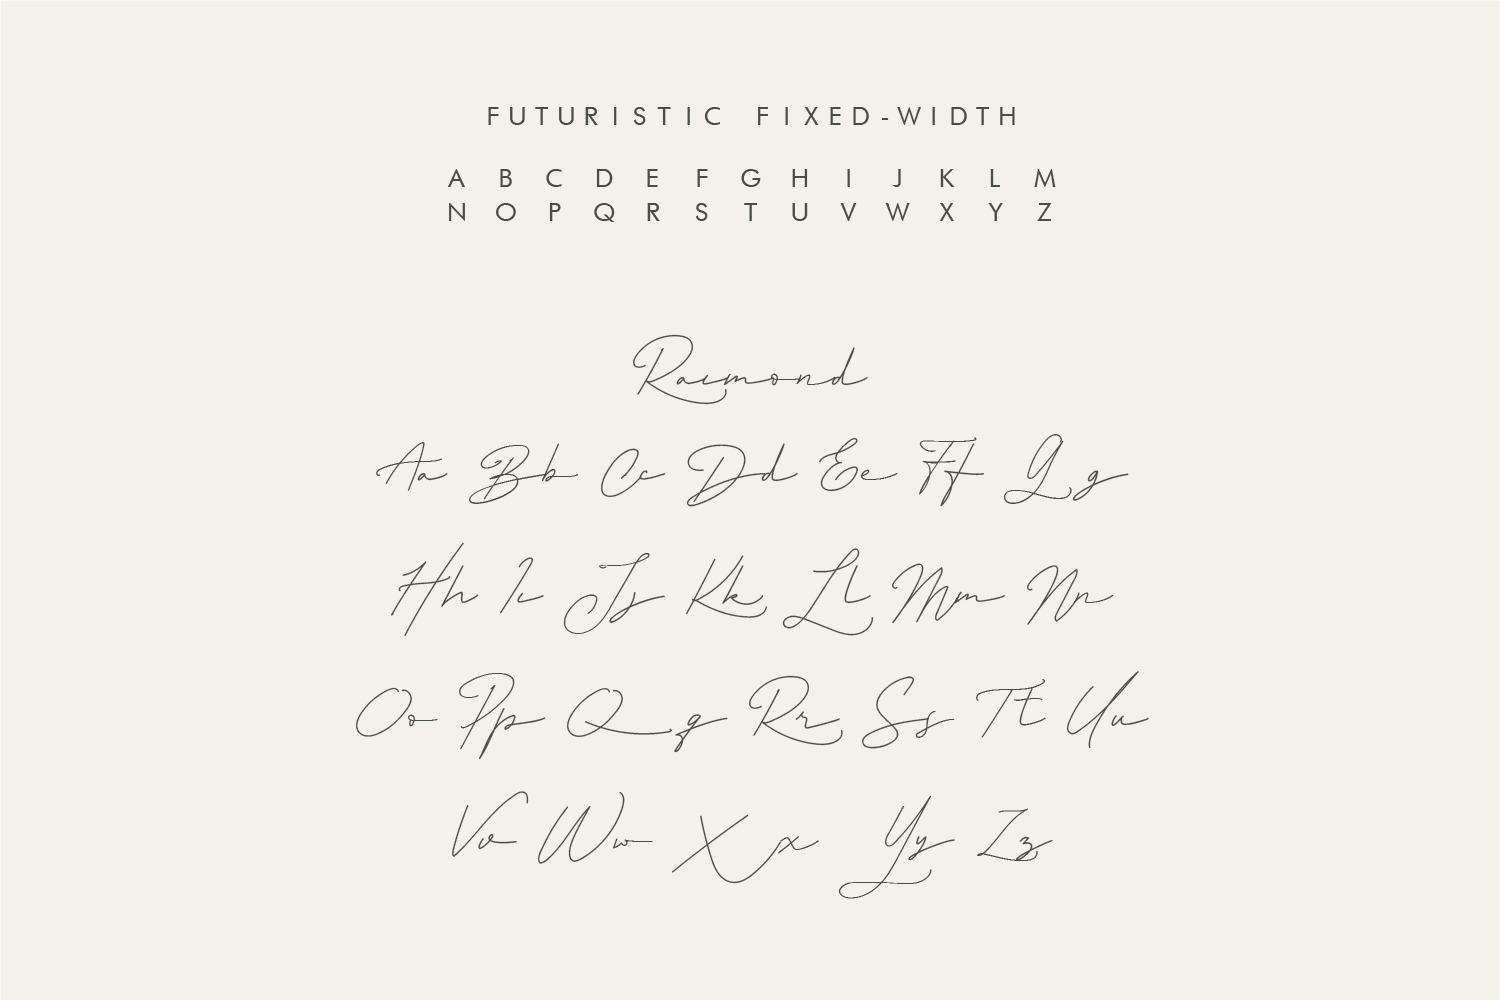 FUTURISTIC FIXED-WIDTH
A B C D E F G H I J K L M
N O P Q R S T U V W X Y Z
Raimond
Aa Bb Cc Dd Ee Ff Gg
Hh Ii Jj Kk Ll Mm Nn
Oo Pp Qq Rr Ss Tt Uu
Vv Ww Xx Yy Zz